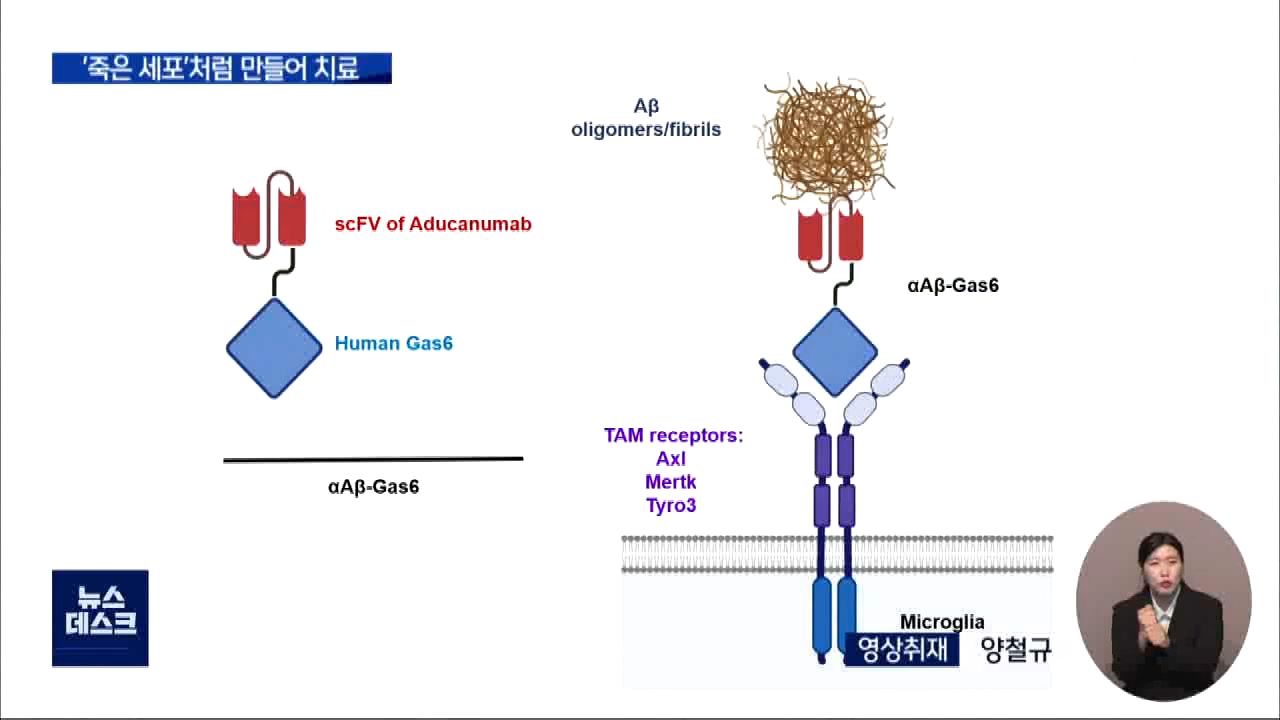 '죽은 세포'처럼 만들어 치료
Aβ
oligomers/fibrils
scFV of Aducanumab
αAβ-Gas6
Human Gas6
TAM receptors:
Axl
Mertk
Tyro3
αAβ-Gas6
Microglia
뉴스
데스크
영상취재 양철규